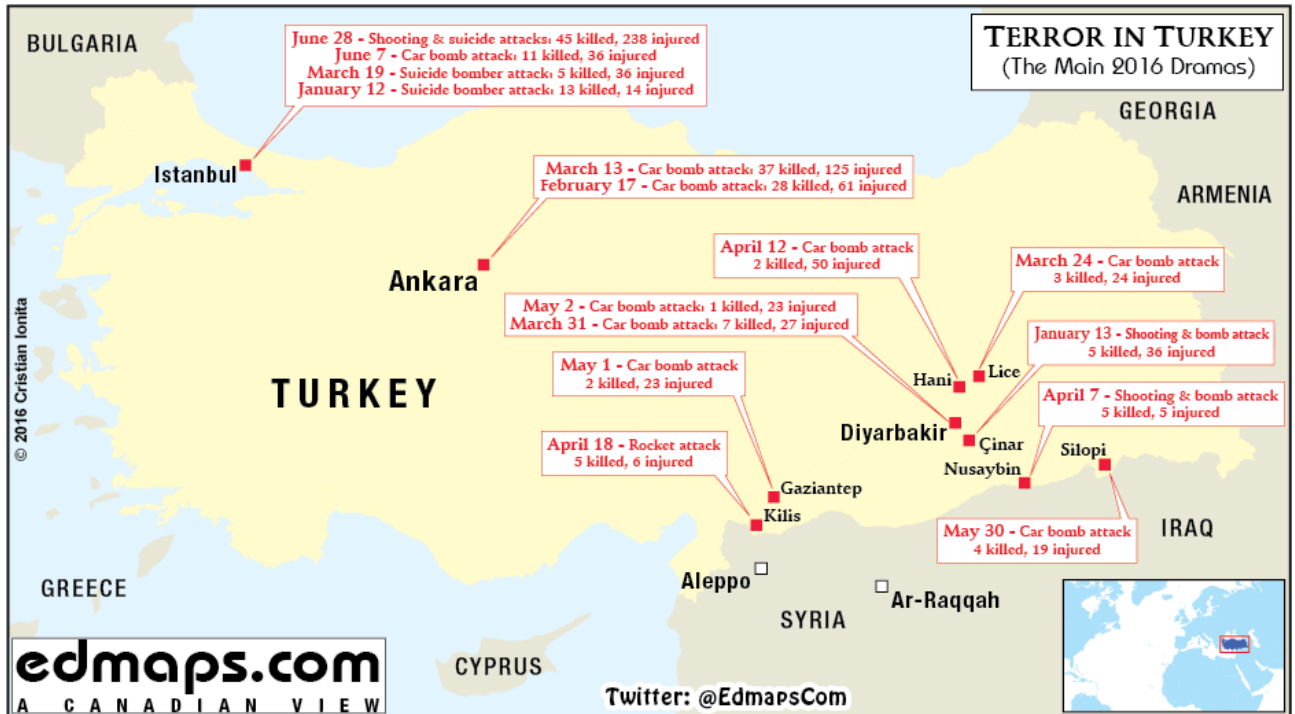 BULGARIA
June 28 - Shooting & suicide attacks: 45 killed, 238 injured
June 7 - Car bomb attack: 11 killed, 36 injured
March 19 - Suicide bomber attack: 5 killed, 36 injured
January 12 - Suicide bomber attack: 13 killed, 14 injured
TERROR IN TURKEY
(The Main 2016 Dramas)
GEORGIA
Istanbul
March 13 - Car bomb attack: 37 killed, 125 injured
February 17 - Car bomb attack: 28 killed, 61 injured
ARMENIA
Ankara
April 12 - Car bomb attack
2 killed, 50 injured
March 24 - Car bomb attack
3 killed, 24 injured
May 2 - Car bomb attack: 1 killed, 23 injured
March 31 - Car bomb attack: 7 killed, 27 injured
January 13 - Shooting & bomb attack
5 killed, 36 injured
May 1 - Car bomb attack
2 killed, 23 injured
TURKEY
Hani
Lice
April 7 - Shooting & bomb attack
5 killed, 5 injured
Diyarbakir
Çinar
April 18 - Rocket attack
5 killed, 6 injured
Nusaybin
Silopi
Gaziantep
Kilis
May 30 - Car bomb attack
4 killed, 19 injured
IRAQ
© 2016 Cristian Ionita
GREECE
Aleppo
Ar-Raqqah
SYRIA
CYPRUS
edmaps.com
A CANADIAN VIEW
Twitter: @EdmapsCom